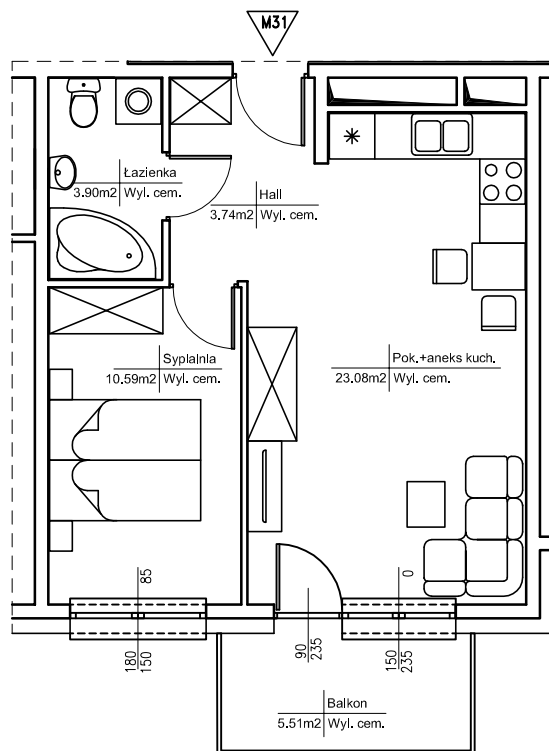 M31
Łazienka
3.90m2 Wyl. cem.
Hall
3.74m2 Wyl. cem.
Sypialnia
10.59m2 Wyl. cem.
Pok.+aneks kuch.
23.08m2 Wyl. cem.
85
180
150
90
235
0
150
235
Balkon
5.51m2 Wyl. cem.